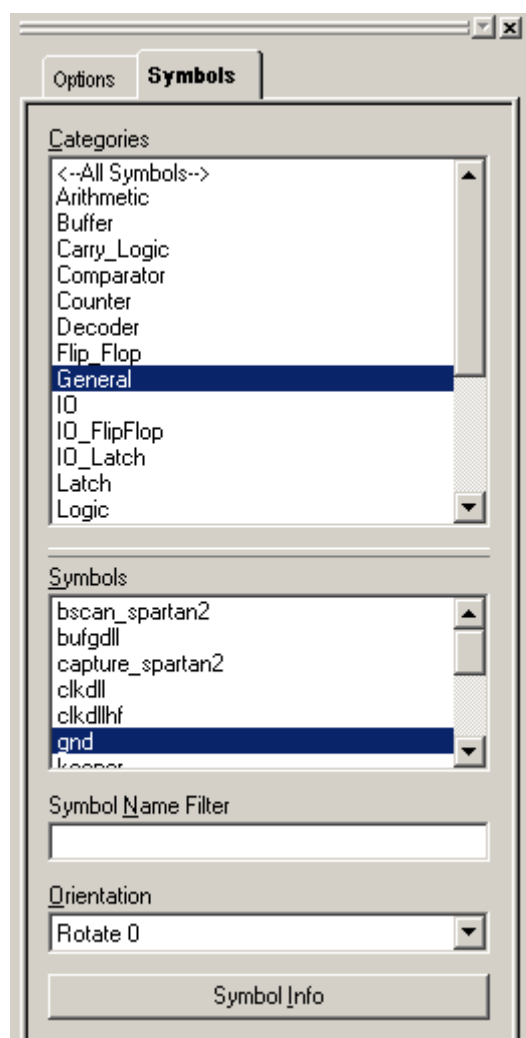 Options Symbols
Categories
<--All Symbols-->
Arithmetic
Buffer
Carry_Logic
Comparator
Counter
Decoder
Flip_Flop
General
IO
IO_FlipFlop
IO_Latch
Latch
Logic
Symbols
bscan_spartan2
bufgdll
capture_spartan2
clkdll
clkdllhf
gnd
Symbol Name Filter
Orientation
Rotate 0
Symbol Info